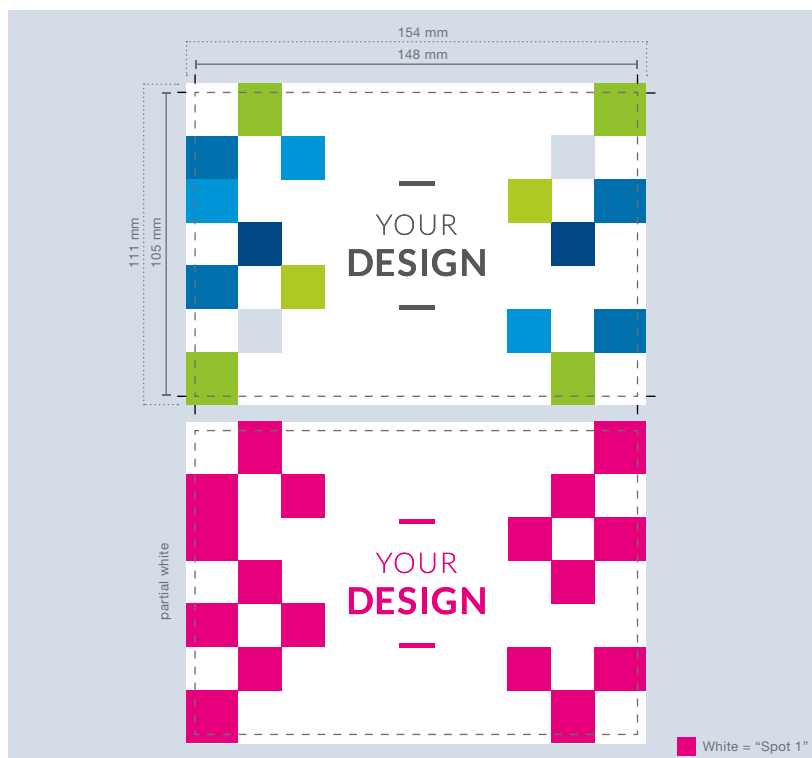 154 mm
148 mm
111 mm
105 mm
YOUR
DESIGN
partial white
YOUR
DESIGN
White = “Spot 1”